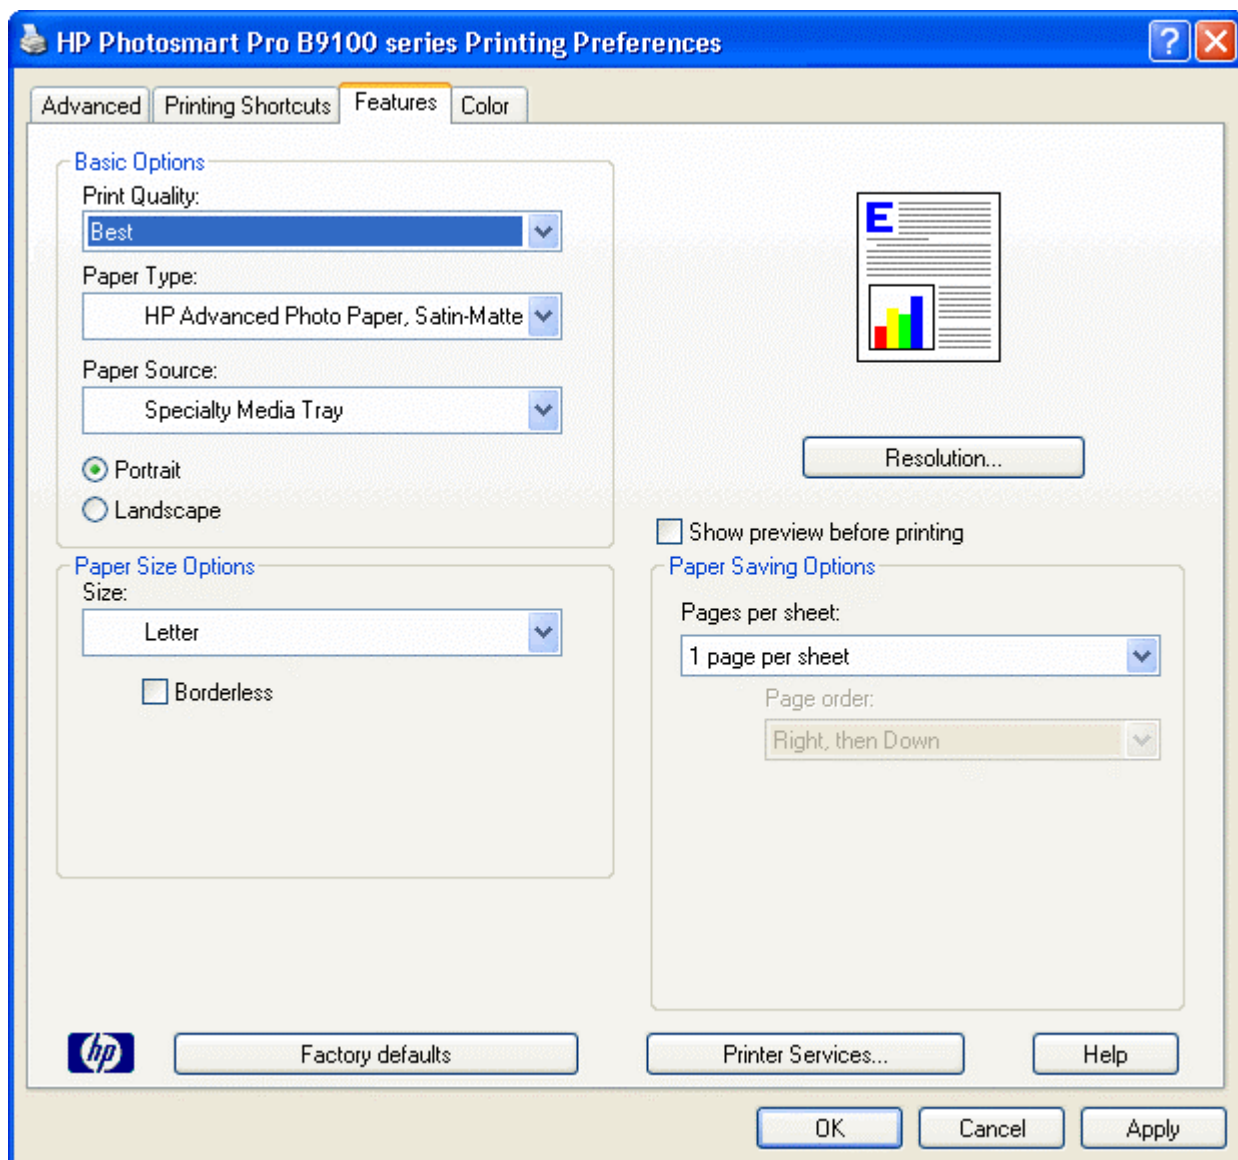 HP Photosmart Pro B9100 series Printing Preferences
Advanced
Printing Shortcuts
Features
Color
Basic Options
Print Quality:
Best
Paper Type:
HP Advanced Photo Paper, Satin-Matte
Paper Source:
Specialty Media Tray
Portrait
Landscape
E
Resolution...
Show preview before printing
Paper Size Options
Size:
Letter
Borderless
Paper Saving Options
Pages per sheet:
1 page per sheet
Page order:
Right, then Down
hp
Factory defaults
Printer Services...
Help
OK
Cancel
Apply